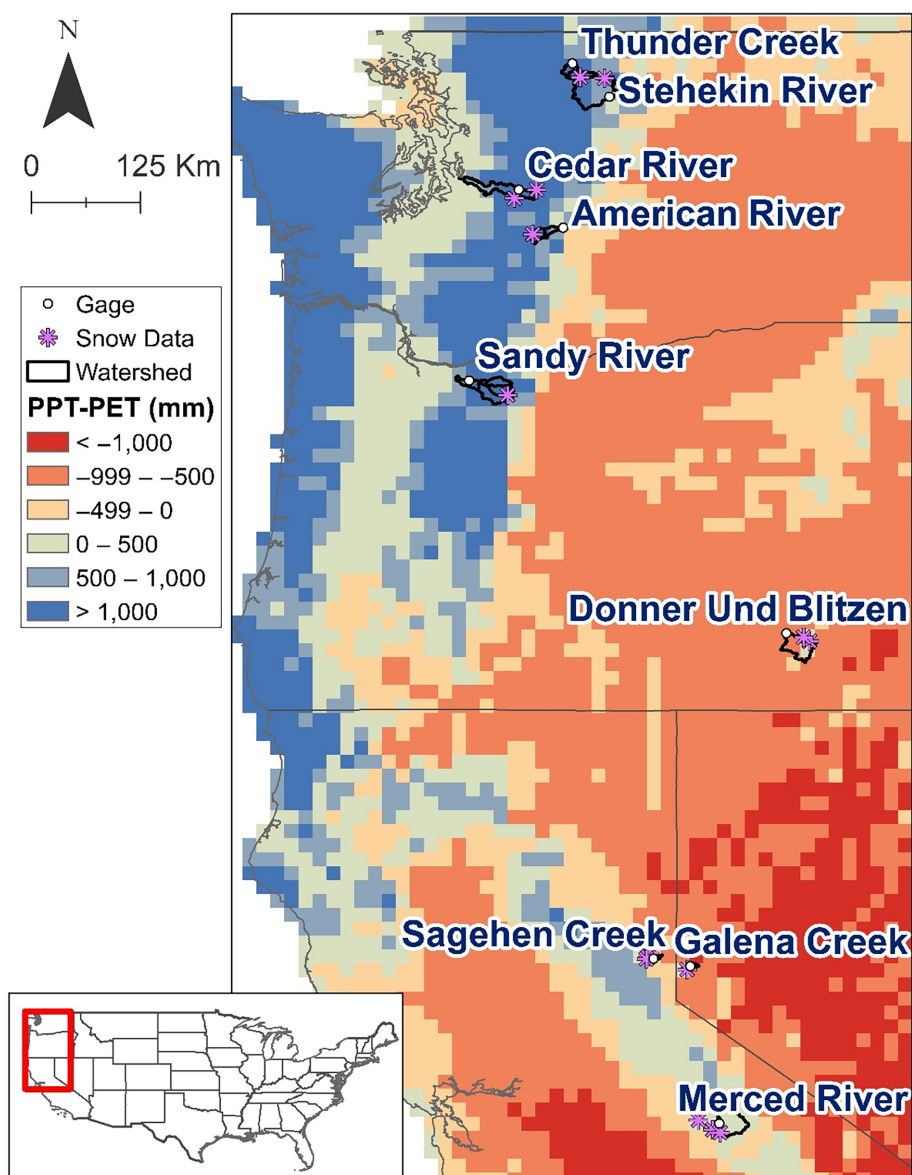 N
0 125 Km
Thunder Creek
Stehekin River
Cedar River
American River
Sandy River
Gage
Snow Data
Watershed
PPT-PET (mm)
< –1,000
–999 – –500
–499 – 0
0 – 500
500 – 1,000
> 1,000
Donner Und Blitzen
Sagehen Creek
Galena Creek
Merced River